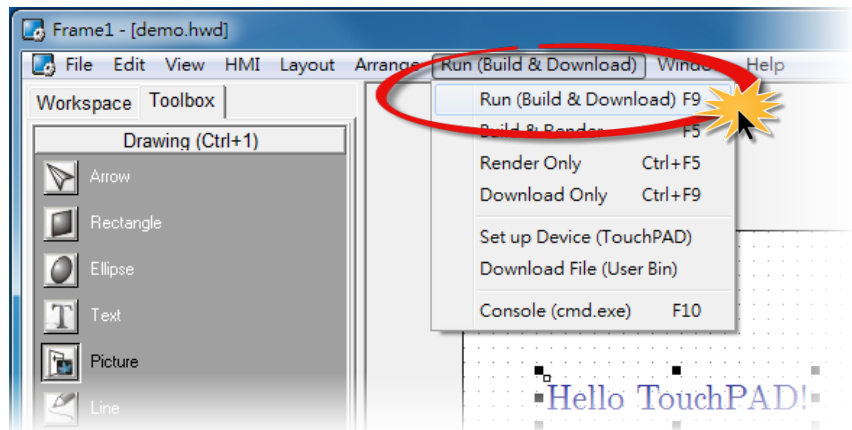 Frame1 - [demo.hwd]
File Edit View HMI Layout Arrange Run (Build & Download) Window Help
Workspace Toolbox
Drawing (Ctrl+1)
Arrow
Rectangle
Ellipse
Text
Picture
Line
Run (Build & Download) F9
Build & Render F5
Render Only Ctrl+F5
Download Only Ctrl+F9
Set up Device (TouchPAD)
Download File (User Bin)
Console (cmd.exe) F10
Hello TouchPAD!